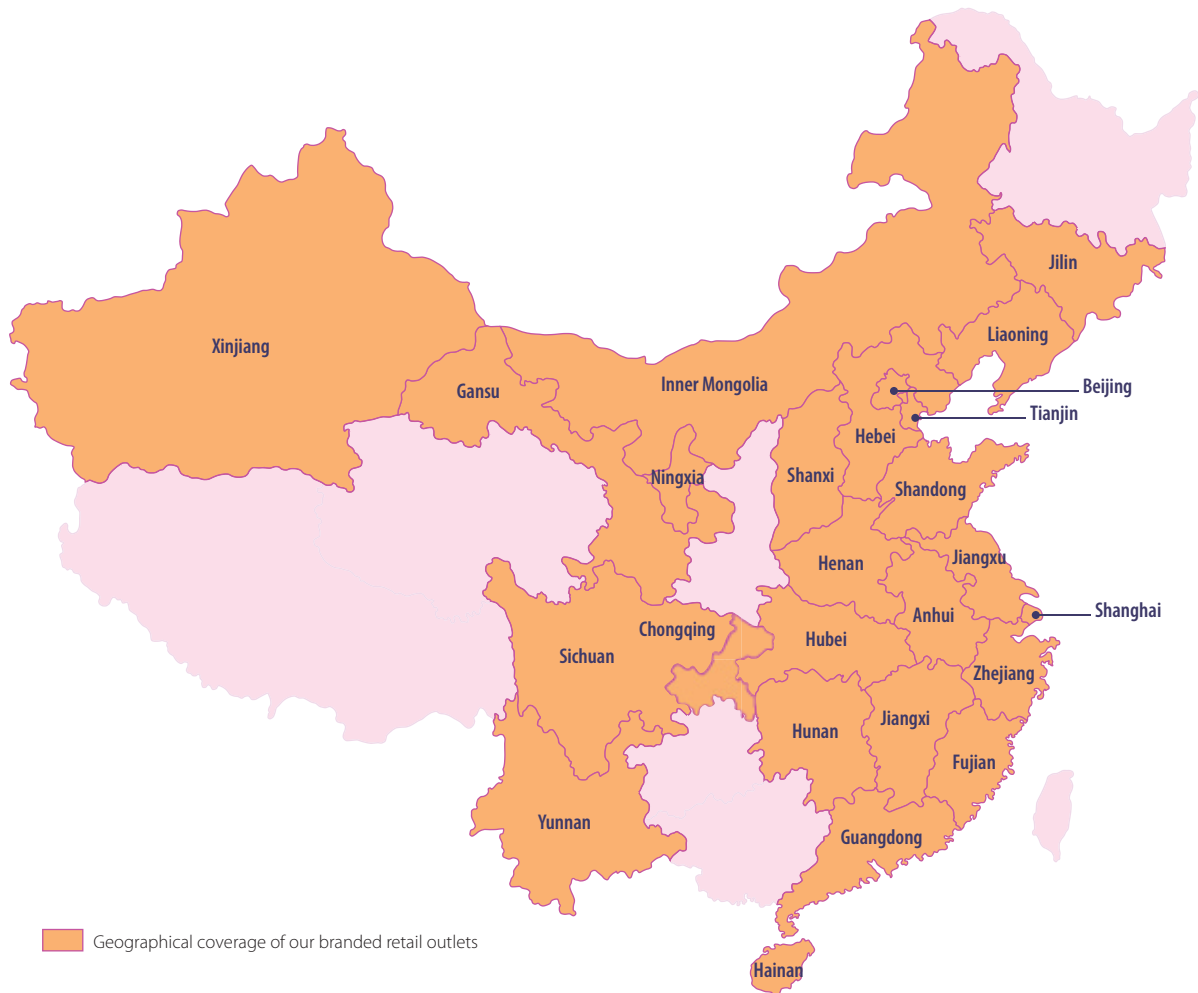 Jilin
Liaoning
Xinjiang
Inner Mongolia
Gansu
Beijing
Tianjin
Hebei
Shanxi
Ningxia
Shandong
Jiangxu
Henan
Shanghai
Anhui
Chongqing
Hubei
Sichuan
Zhejiang
Jiangxi
Hunan
Fujian
Yunnan
Guangdong
Geographical coverage of our branded retail outlets
Hainan